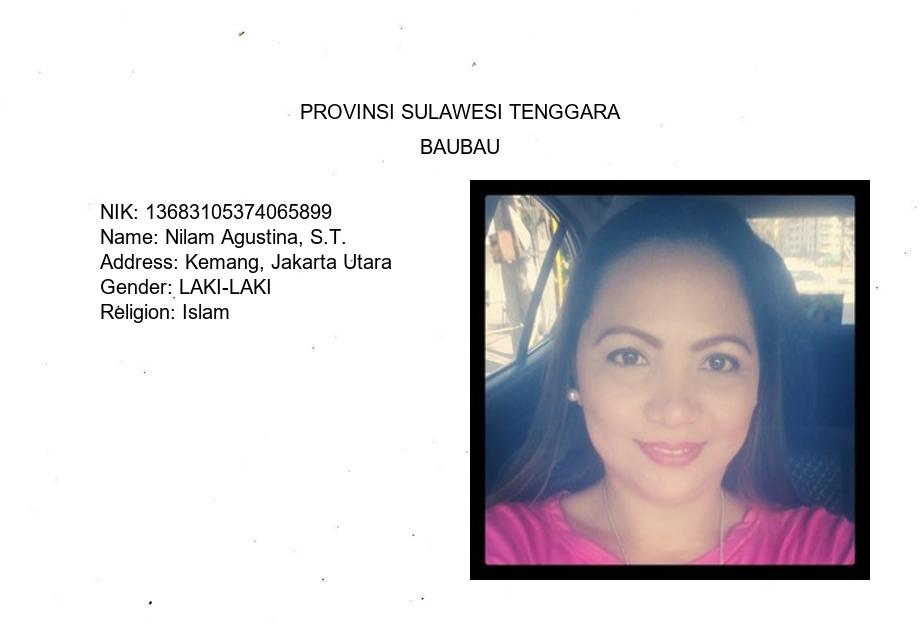 PROVINSI SULAWESI TENGGARA
BAUBAU
NIK: 13683105374065899
Name: Nilam Agustina, S.T.
Address: Kemang, Jakarta Utara
Gender: LAKI-LAKI
Religion: Islam